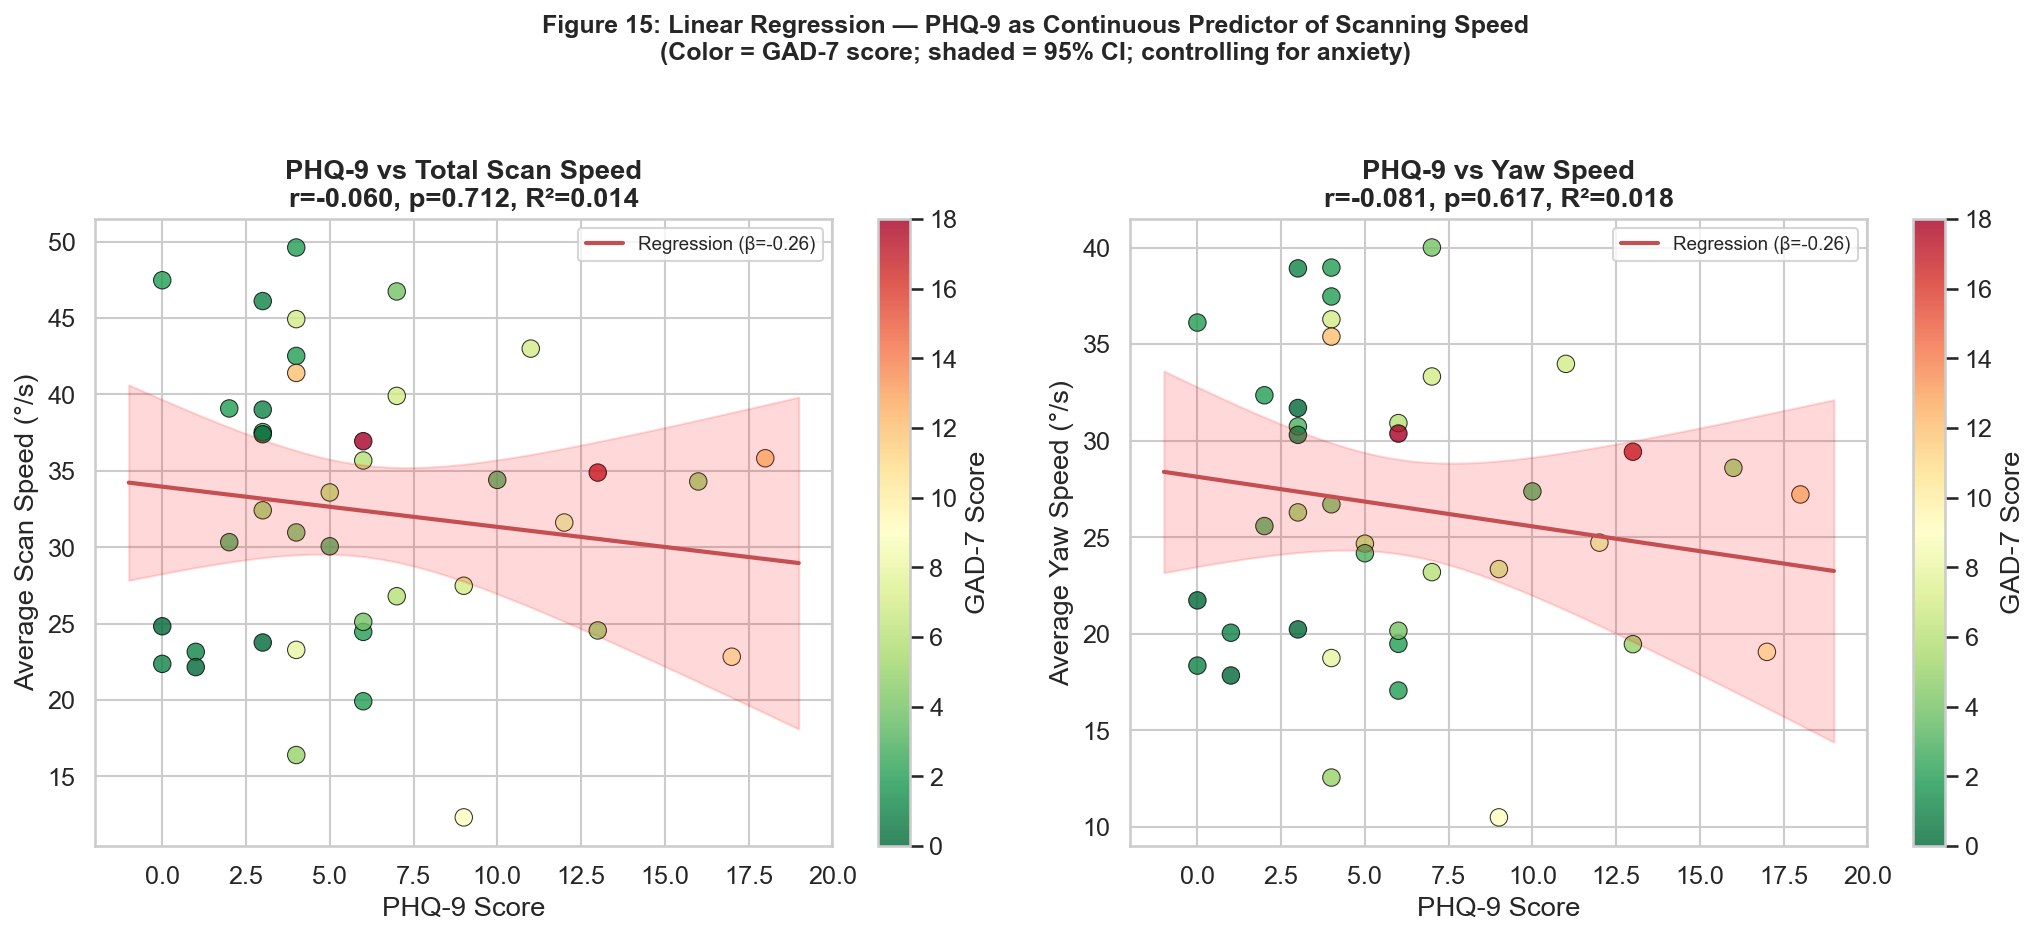 Figure 15: Linear Regression — PHQ-9 as Continuous Predictor of Scanning Speed
(Color = GAD-7 score; shaded = 95% CI; controlling for anxiety)
PHQ-9 vs Total Scan Speed
r=-0.060, p=0.712, R²=0.014
Regression (β=-0.26)
Average Scan Speed (°/s)
50
45
40
35
30
25
20
15
0.0 2.5 5.0 7.5 10.0 12.5 15.0 17.5 20.0
PHQ-9 Score
18
16
14
12
10
8
6
4
2
0
GAD-7 Score
PHQ-9 vs Yaw Speed
r=-0.081, p=0.617, R²=0.018
Regression (β=-0.26)
Average Yaw Speed (°/s)
40
35
30
25
20
15
10
0.0 2.5 5.0 7.5 10.0 12.5 15.0 17.5 20.0
PHQ-9 Score
18
16
14
12
10
8
6
4
2
0
GAD-7 Score